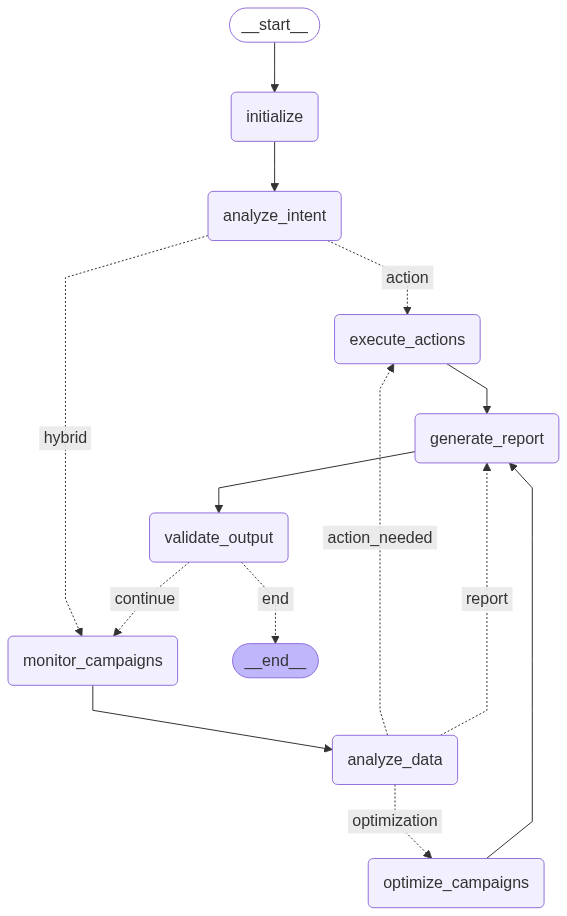 __start__
initialize
analyze_intent
action
execute_actions
hybrid
generate_report
validate_output
action_needed
continue
end
report
monitor_campaigns
__end__
analyze_data
optimization
optimize_campaigns